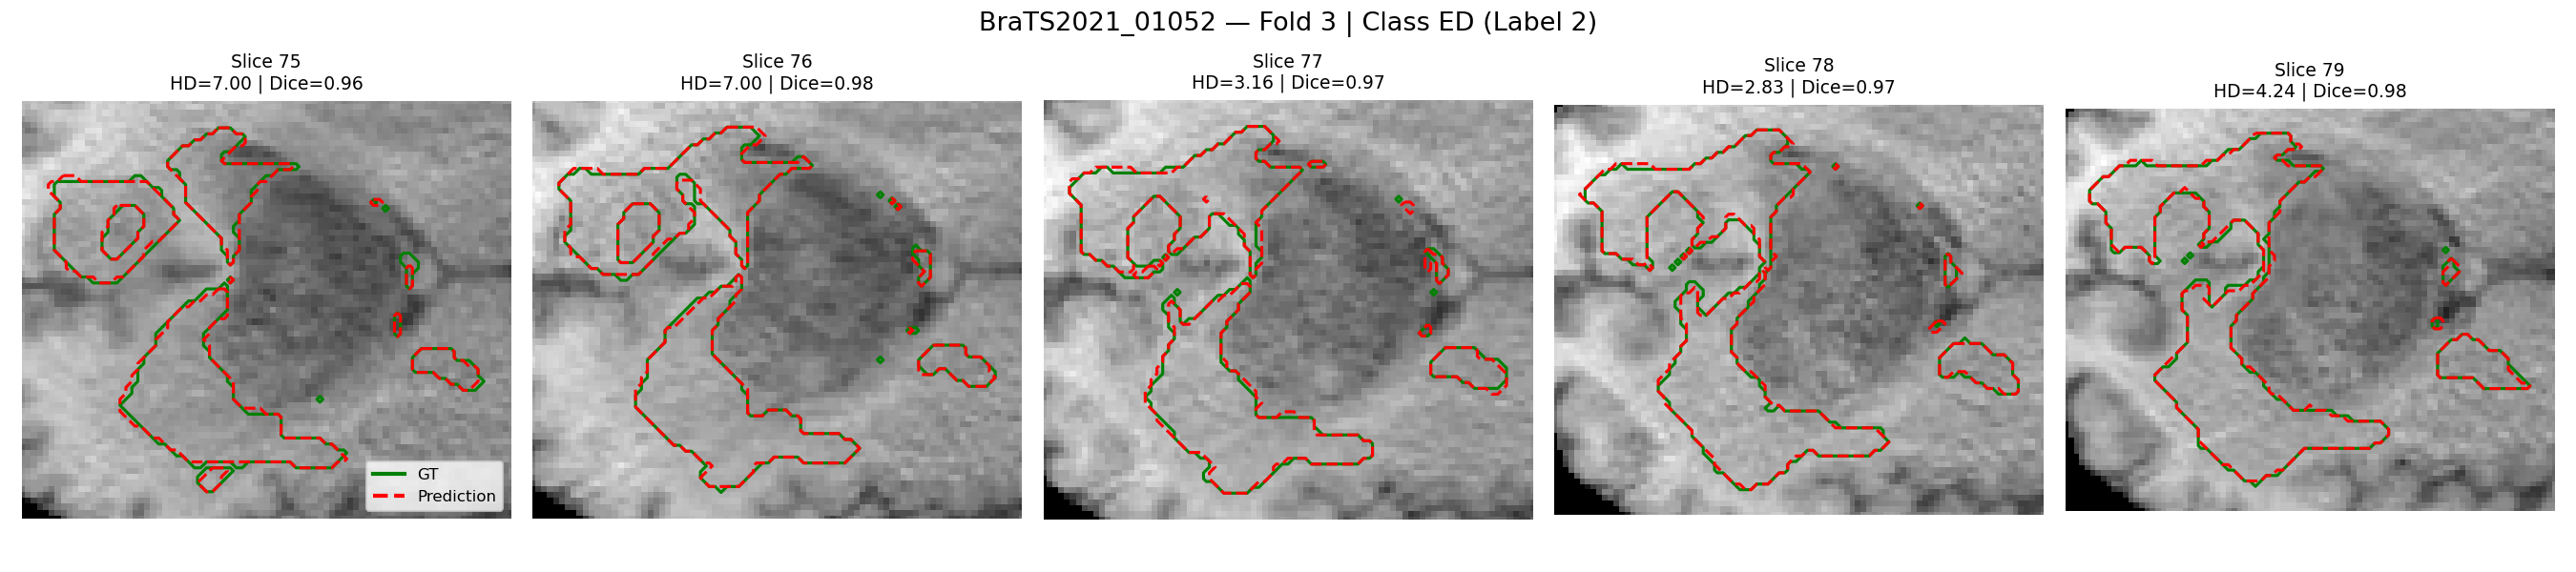 BraTS2021_01052 — Fold 3 | Class ED (Label 2)
Slice 75
HD=7.00 | Dice=0.96
Slice 76
HD=7.00 | Dice=0.98
Slice 77
HD=3.16 | Dice=0.97
Slice 78
HD=2.83 | Dice=0.97
Slice 79
HD=4.24 | Dice=0.98
GT
Prediction